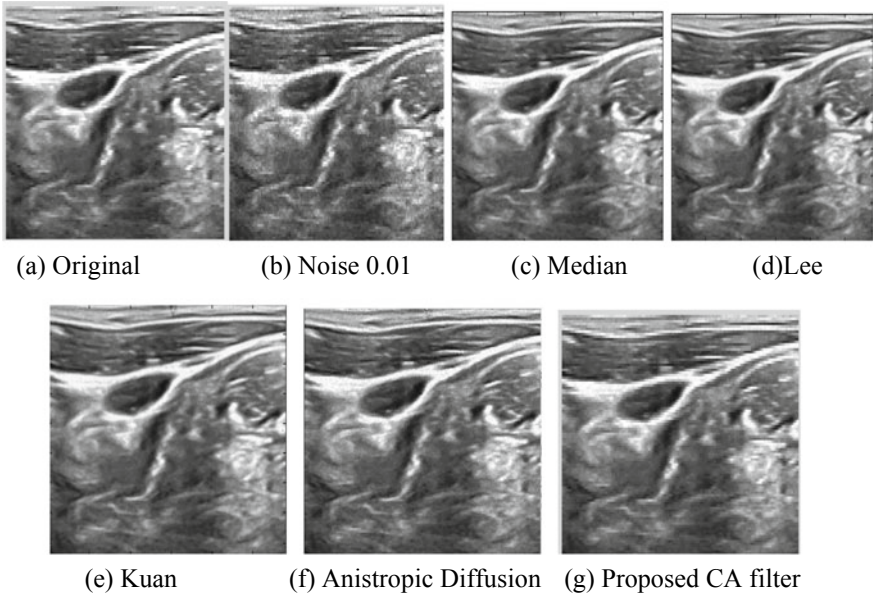 (a) Original (b) Noise 0.01 (c) Median (d)Lee
(e) Kuan (f) Anistropic Diffusion (g) Proposed CA filter